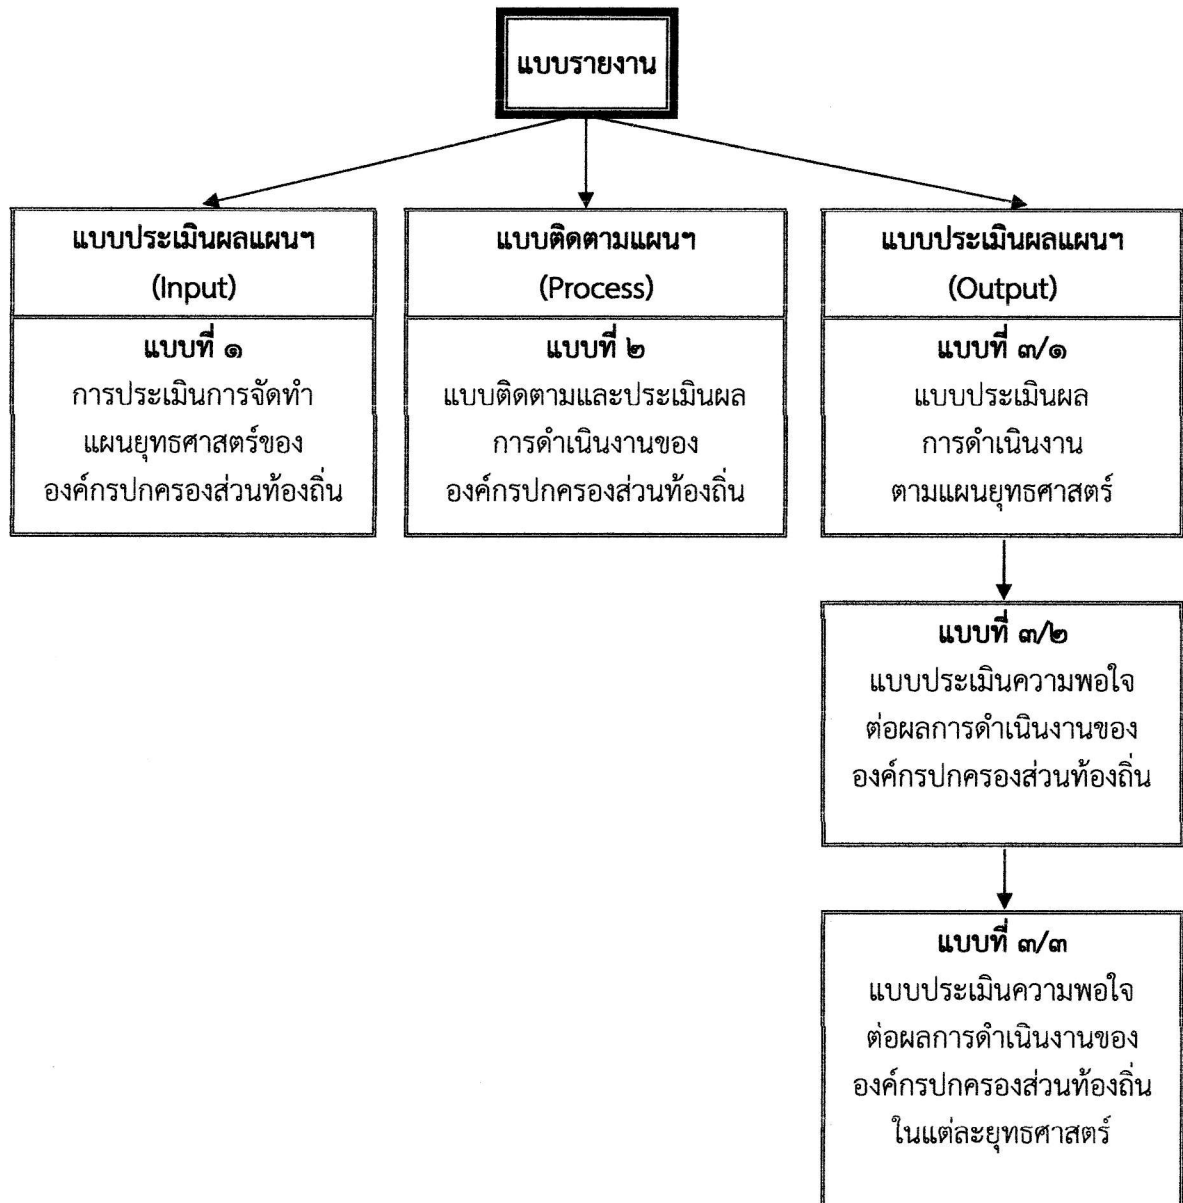 แบบรายงาน
แบบประเมินผลแผนฯ
(Input)
แบบที่ ๑
การประเมินการจัดทำ
แผนยุทธศาสตร์ของ
องค์กรปกครองส่วนท้องถิ่น
แบบติดตามแผนฯ
(Process)
แบบที่ ๒
แบบติดตามและประเมินผล
การดำเนินงานของ
องค์กรปกครองส่วนท้องถิ่น
แบบประเมินผลแผนฯ
(Output)
แบบที่ ๓/๑
แบบประเมินผล
การดำเนินงาน
ตามแผนยุทธศาสตร์
แบบที่ ๓/๒
แบบประเมินความพอใจ
ต่อผลการดำเนินงานของ
องค์กรปกครองส่วนท้องถิ่น
แบบที่ ๓/๓
แบบประเมินความพอใจ
ต่อผลการดำเนินงานของ
องค์กรปกครองส่วนท้องถิ่น
ในแต่ละยุทธศาสตร์